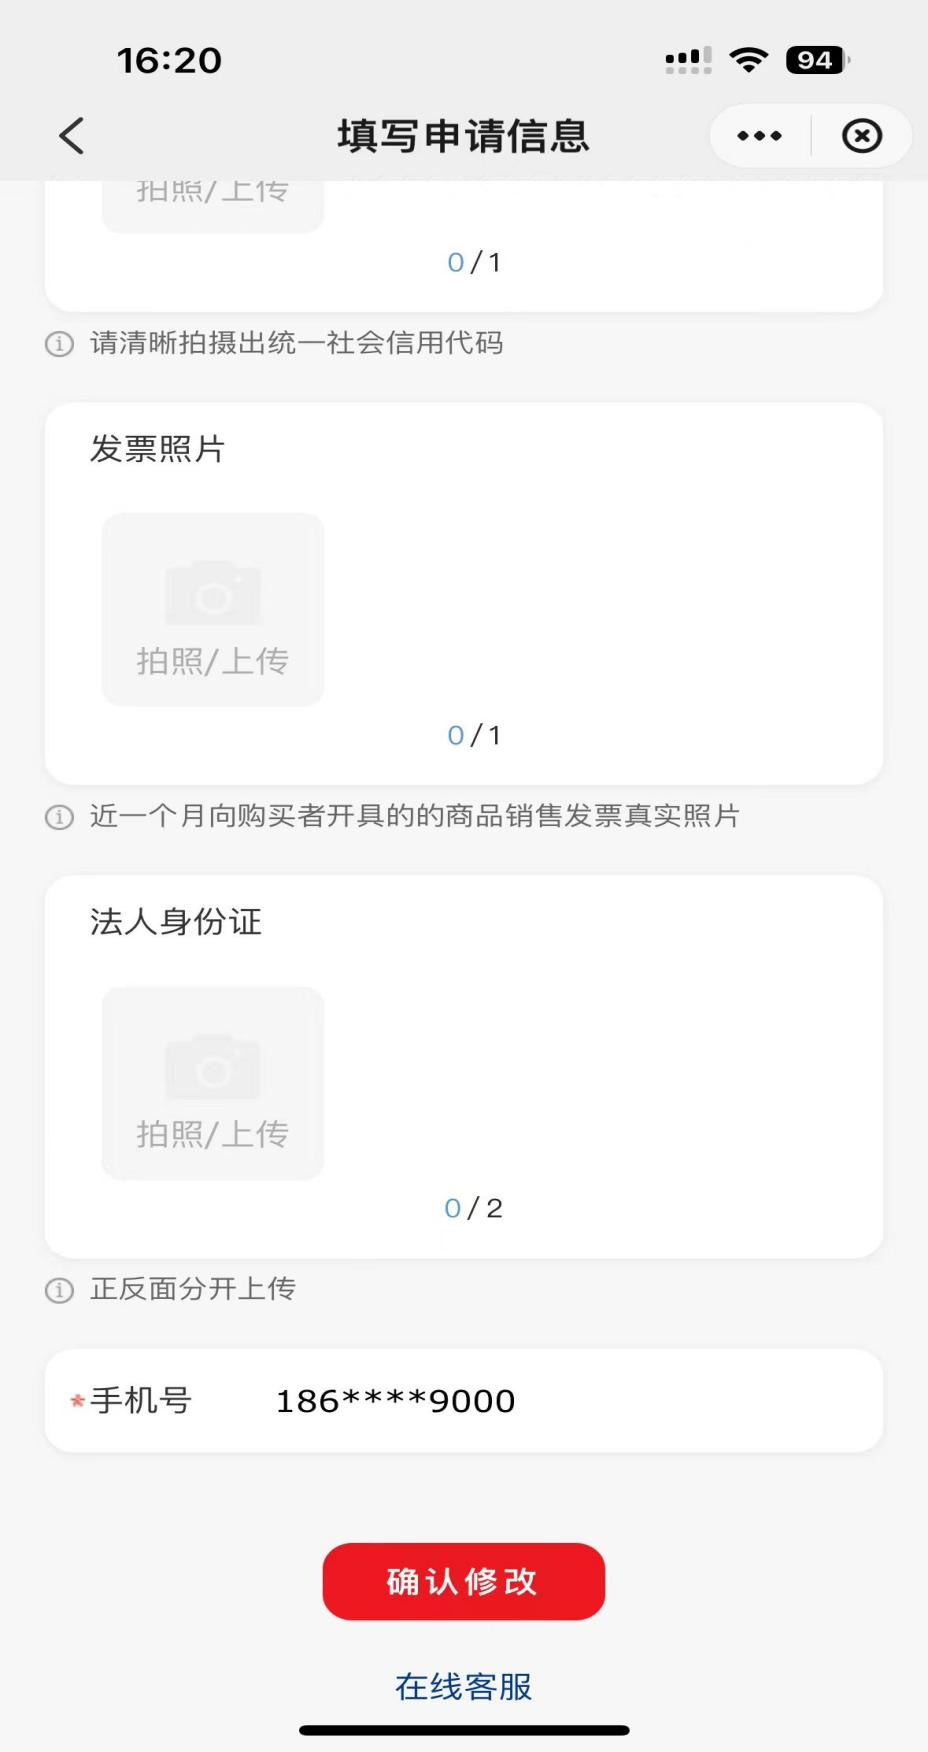 16:20
94
填写申请信息
拍照/上传
0/1
请清晰拍摄出统一社会信用代码
发票照片
拍照/上传
0/1
近一个月向购买者开具的的商品销售发票真实照片
法人身份证
拍照/上传
0/2
正反面分开上传
*手机号 186****9000
确认修改
在线客服